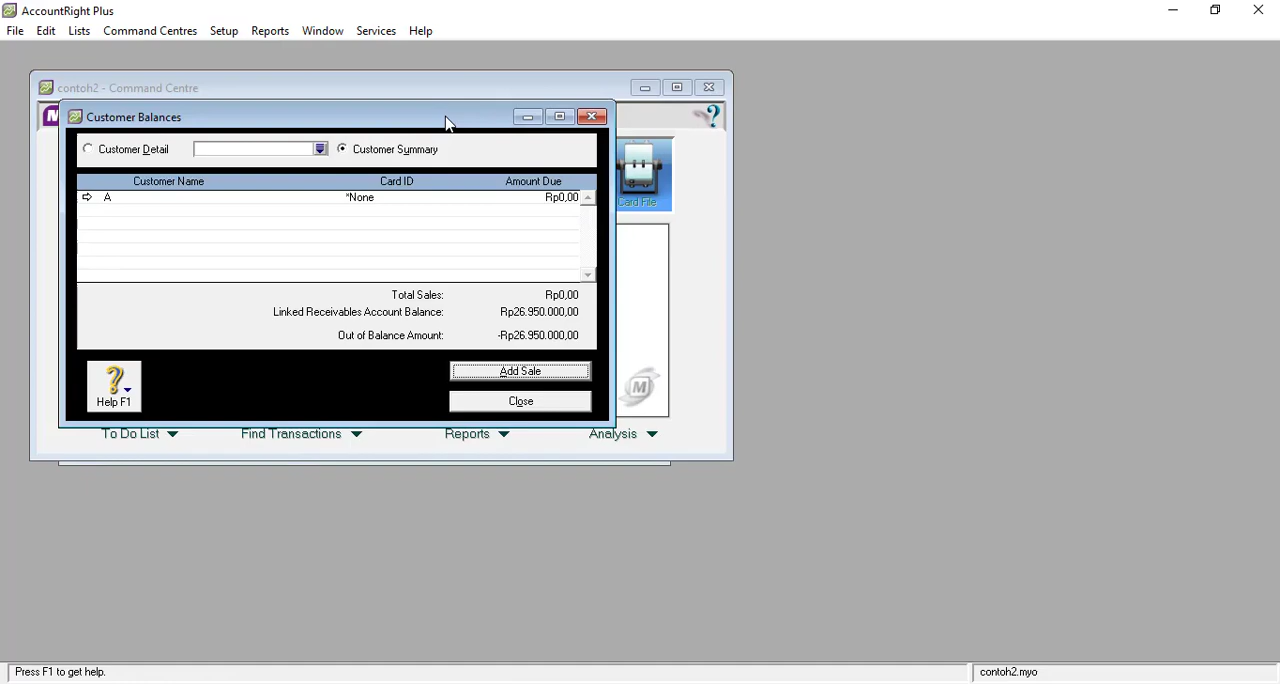 AccountRight Plus
File Edit Lists Command Centres Setup Reports Window Services Help
contoh2 - Command Centre
Customer Balances
Customer Detail Customer Summary
Customer Name Card ID Amount Due
A *None Rp0,00
Card File
Total Sales: Rp0,00
Linked Receivables Account Balance: Rp26.950.000,00
Out of Balance Amount: -Rp26.950.000,00
Add Sale
Help F1
Close
M
To Do List Find Transactions Reports Analysis
Press F1 to get help. contoh2.myo